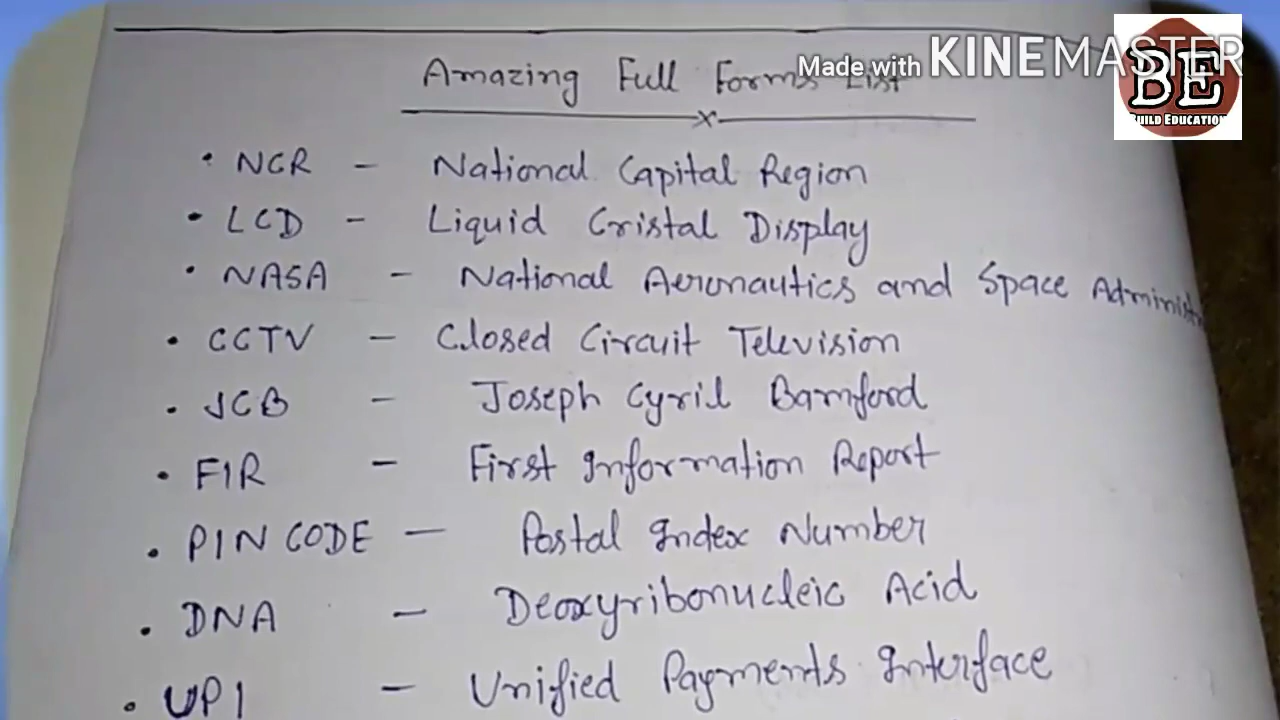 Made with KINEMASTER
BE
BUILD EDUCATION
Amazing Full Forms List
x
• NCR - National Capital Region
• LCD - Liquid Cristal Display
• NASA - National Aeronautics and Space Administr
• CCTV - Closed Circuit Television
• JCB - Joseph Cyril Bamford
• FIR - First Information Report
• PIN CODE - Postal Index Number
• DNA - Deoxyribonucleic Acid
• UPI - Unified Payments Interface